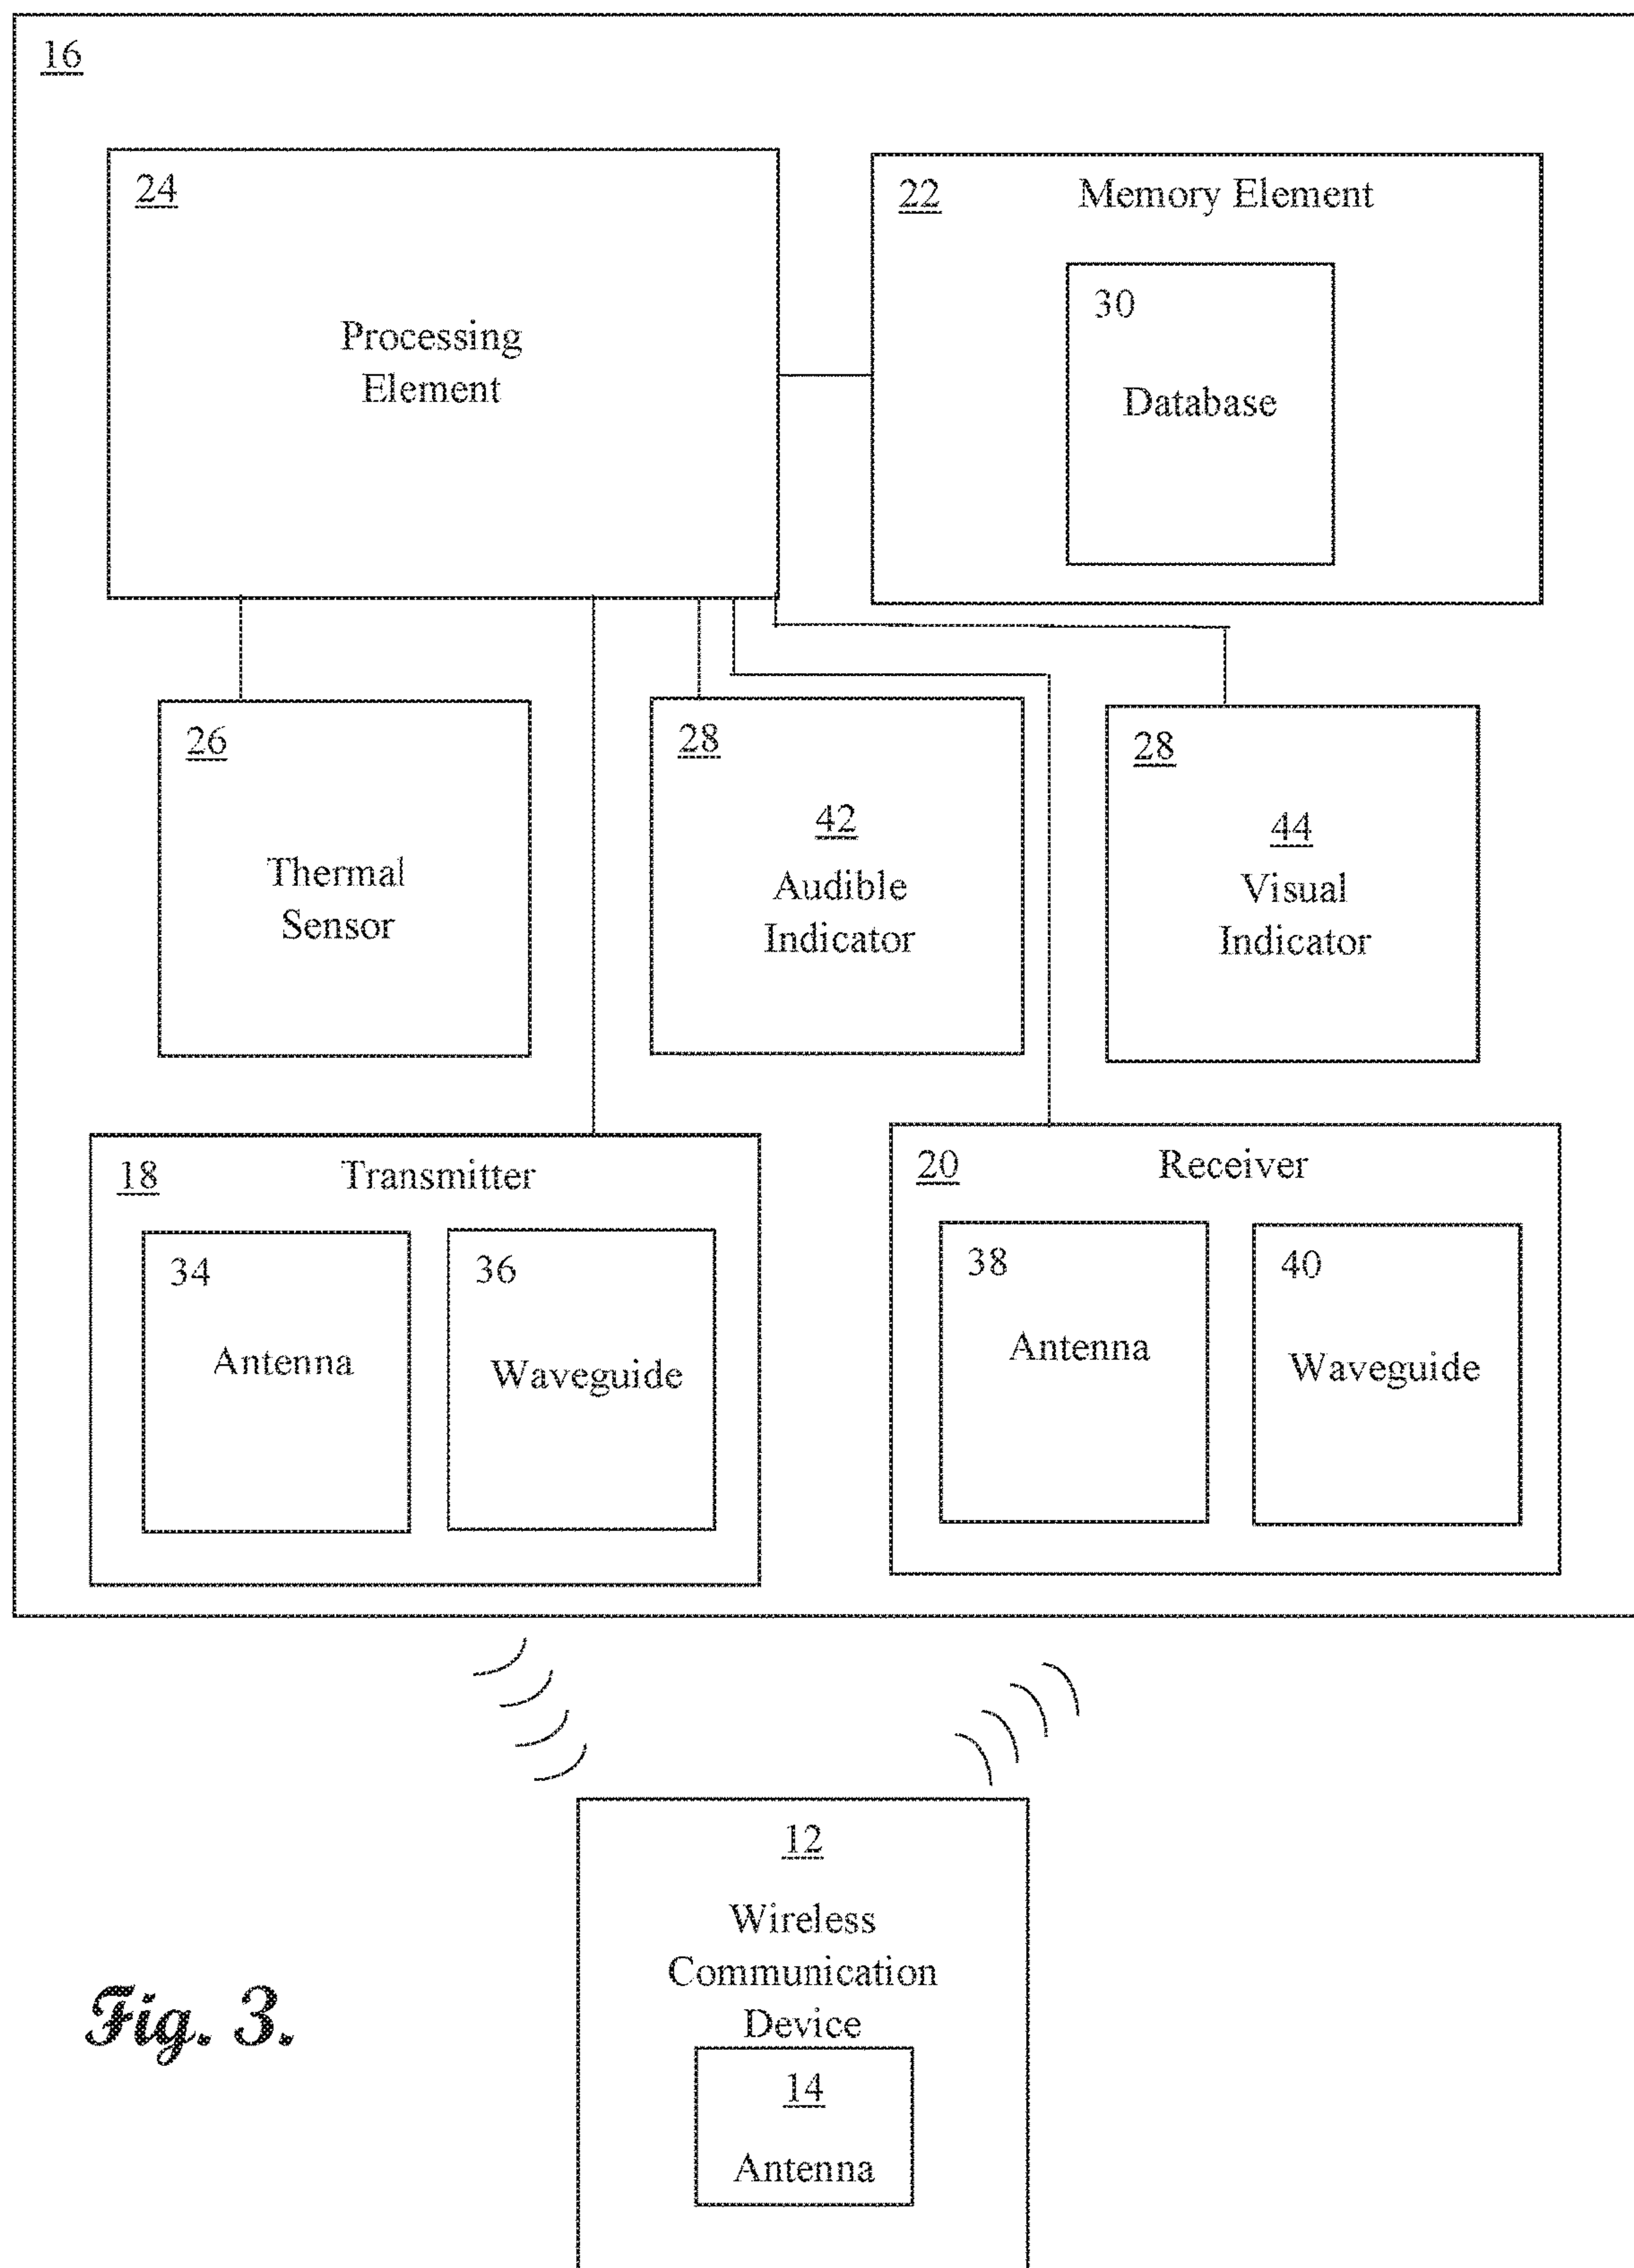 16
24
Processing
Element
22
Memory Element
30
Database
26
Thermal
Sensor
28
42
Audible
Indicator
28
44
Visual
Indicator
18
Transmitter
34
Antenna
36
Waveguide
20
Receiver
38
Antenna
40
Waveguide
12
Wireless
Communication
Device
14
Antenna
Fig. 3.